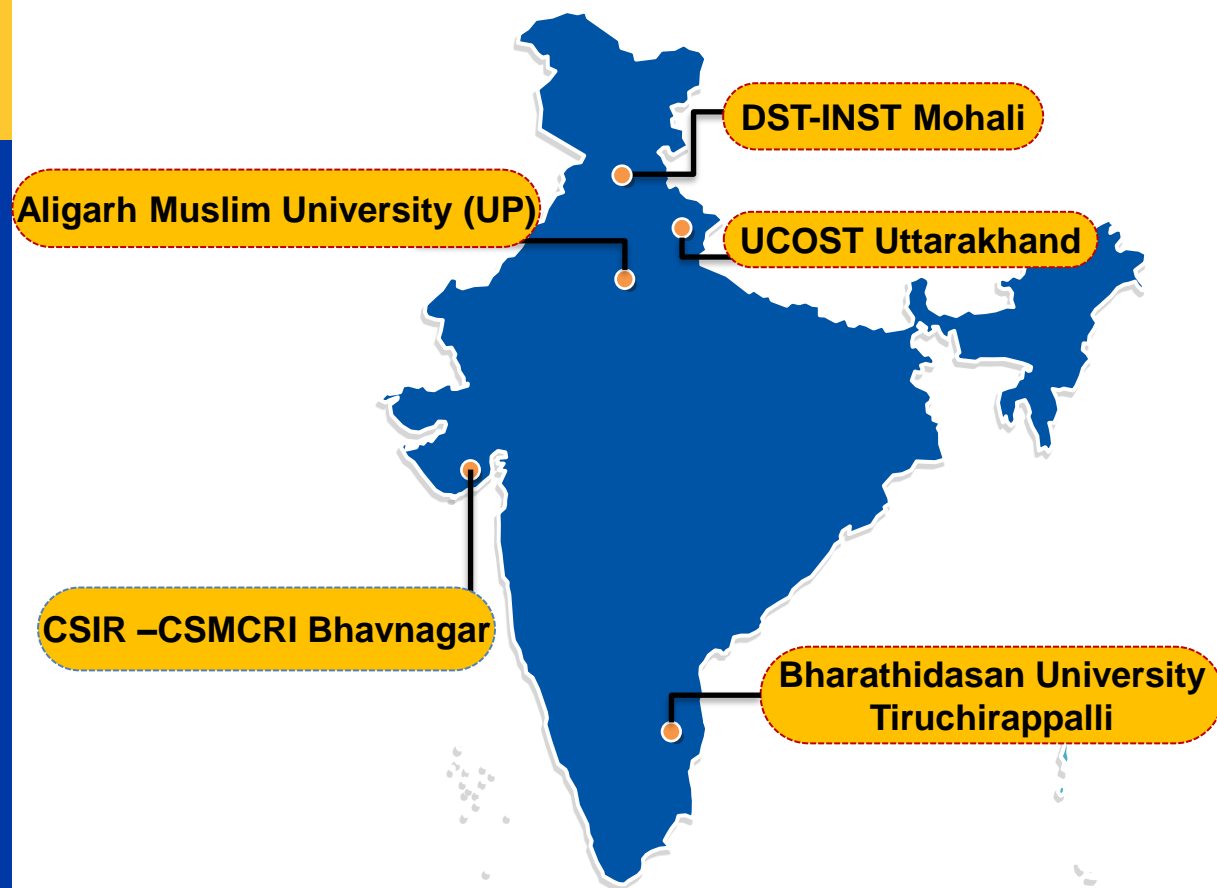 DST-INST Mohali
Aligarh Muslim University (UP)
UCOST Uttarakhand
CSIR –CSMCRI Bhavnagar
Bharathidasan University
Tiruchirappalli